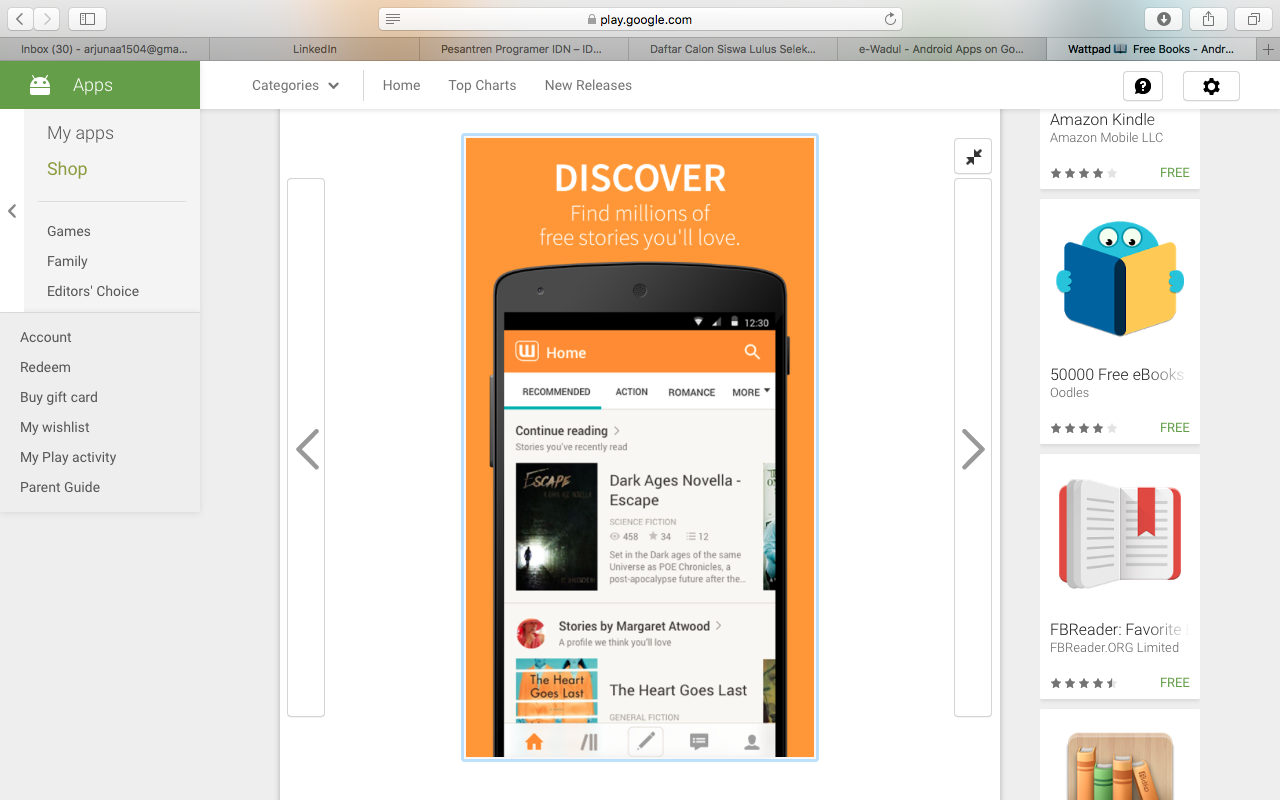 play.google.com
Inbox (30) - arjunaa1504@gma...
LinkedIn
Pesantren Programer IDN – ID...
Daftar Calon Siswa Lulus Selek...
e-Wadul - Android Apps on Go...
Wattpad 📖 Free Books - Andr...
Apps
Categories
Home
Top Charts
New Releases
My apps
Shop
Games
Family
Editors' Choice
Account
Redeem
Buy gift card
My wishlist
My Play activity
Parent Guide
DISCOVER
Find millions of
free stories you'll love.
12:30
Home
RECOMMENDED
ACTION
ROMANCE
MORE
Continue reading
Stories you've recently read
ESCAPE
Dark Ages Novella -
Escape
SCIENCE FICTION
458 34 12
Set in the Dark ages of the same
Universe as POE Chronicles, a
post-apocalypse future after the...
Stories by Margaret Atwood
A profile we think you'll love
The Heart
Goes Last
The Heart Goes Last
GENERAL FICTION
Amazon Kindle
Amazon Mobile LLC
FREE
50000 Free eBooks
Oodles
FREE
FBReader: Favorite
FBReader.ORG Limited
FREE